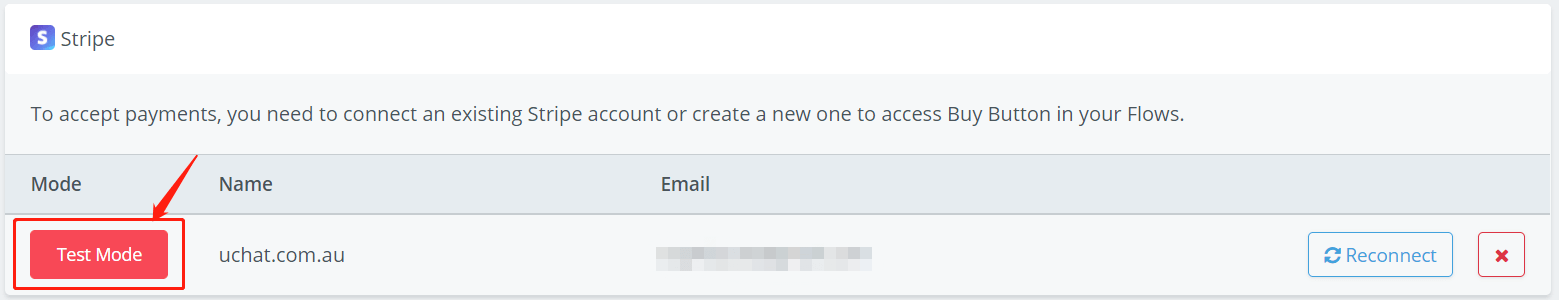 S Stripe
To accept payments, you need to connect an existing Stripe account or create a new one to access Buy Button in your Flows.
Mode Name Email
Test Mode uchat.com.au Reconnect